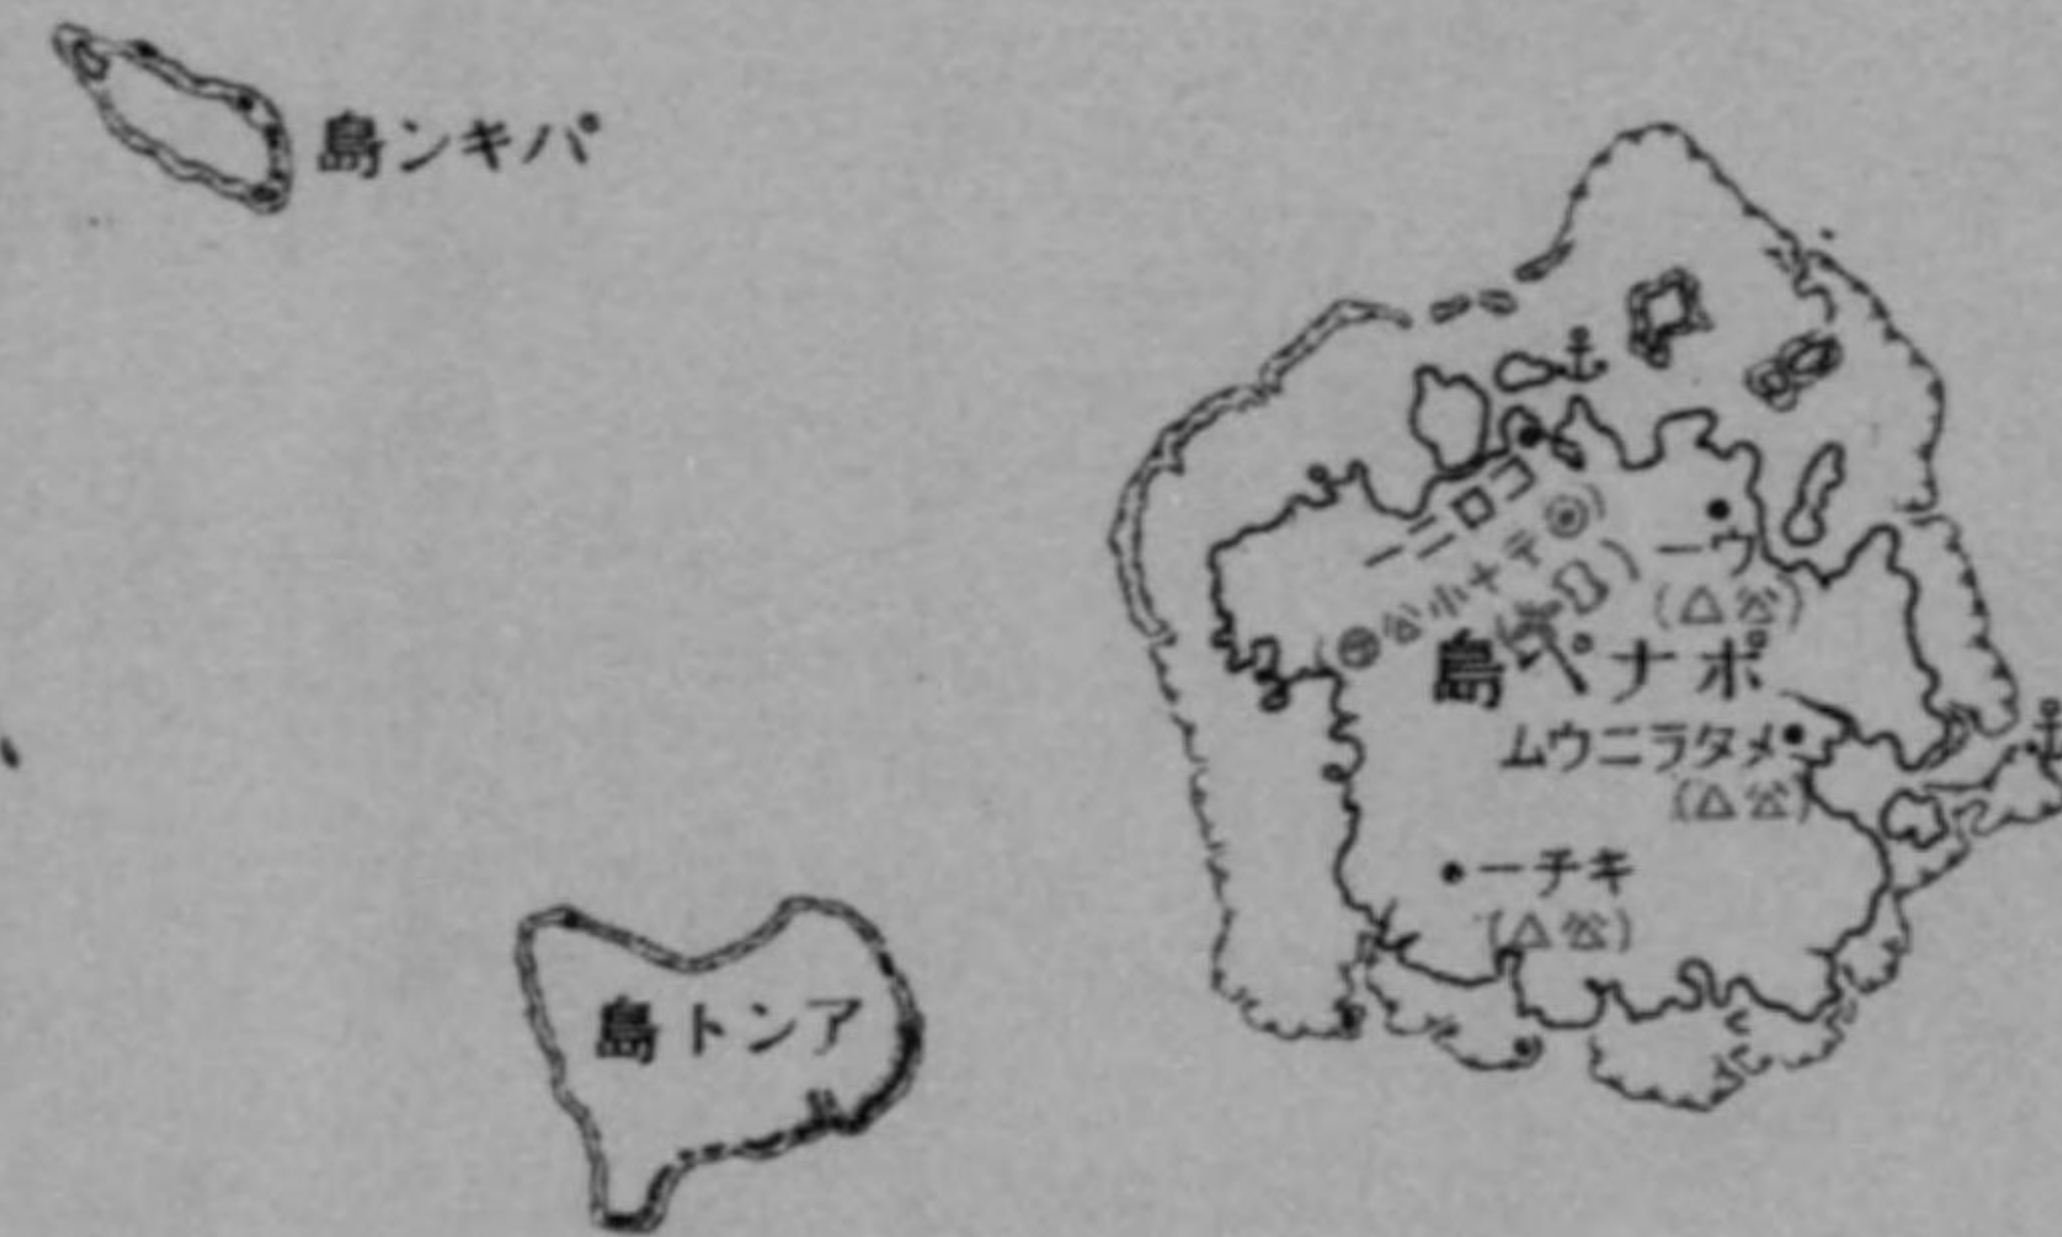 パキン島
コロニー
ウー
(公△)
ポナペ島
メタラニウム
(公△)
キチー
(公△)
アント島